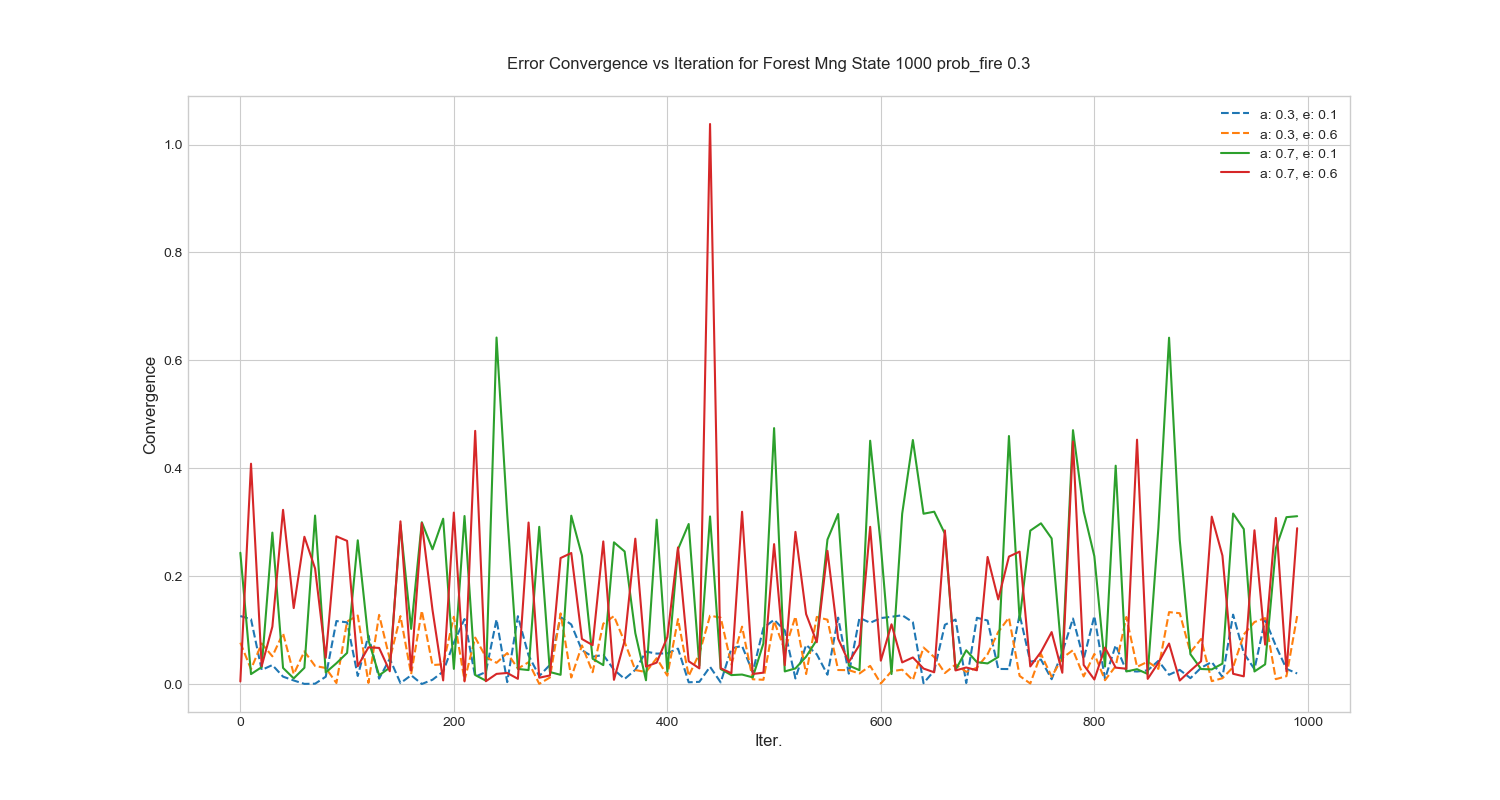 Error Convergence vs Iteration for Forest Mng State 1000 prob_fire 0.3
a: 0.3, e: 0.1
a: 0.3, e: 0.6
a: 0.7, e: 0.1
a: 0.7, e: 0.6
Convergence
1.0
0.8
0.6
0.4
0.2
0.0
0 200 400 600 800 1000
Iter.